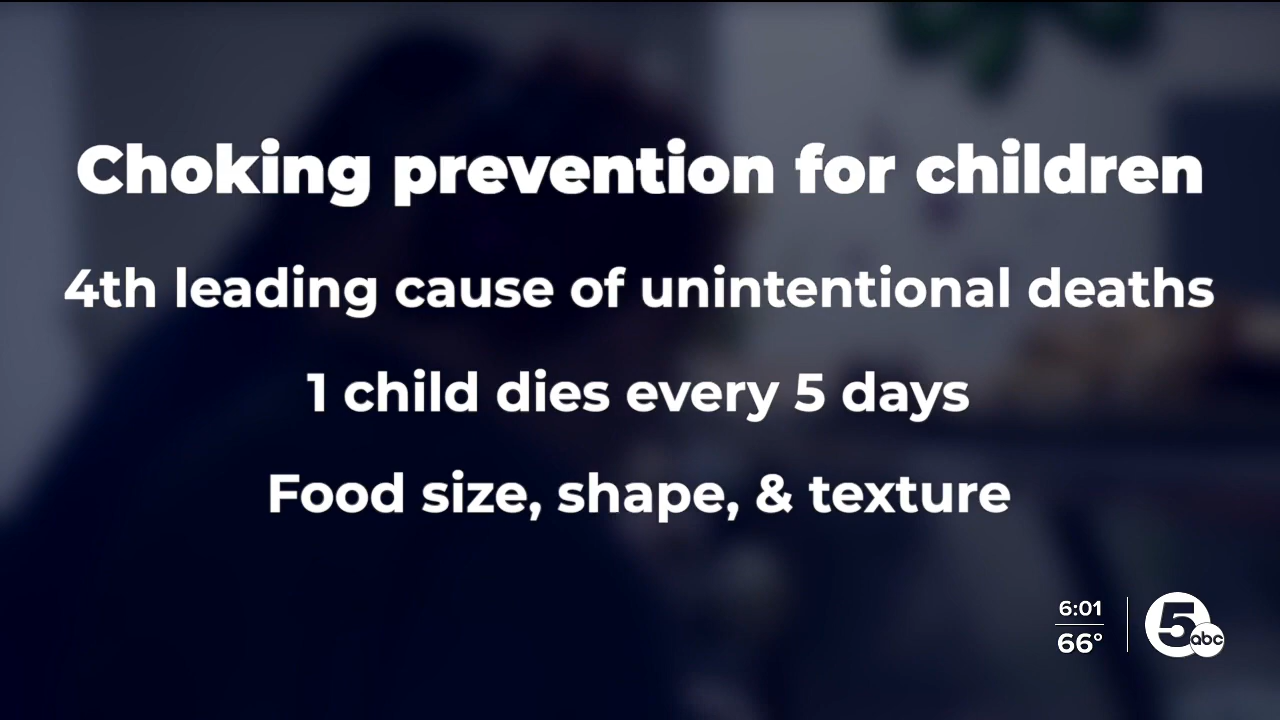 Choking prevention for children
4th leading cause of unintentional deaths
1 child dies every 5 days
Food size, shape, & texture
6:01
66°
5
abc